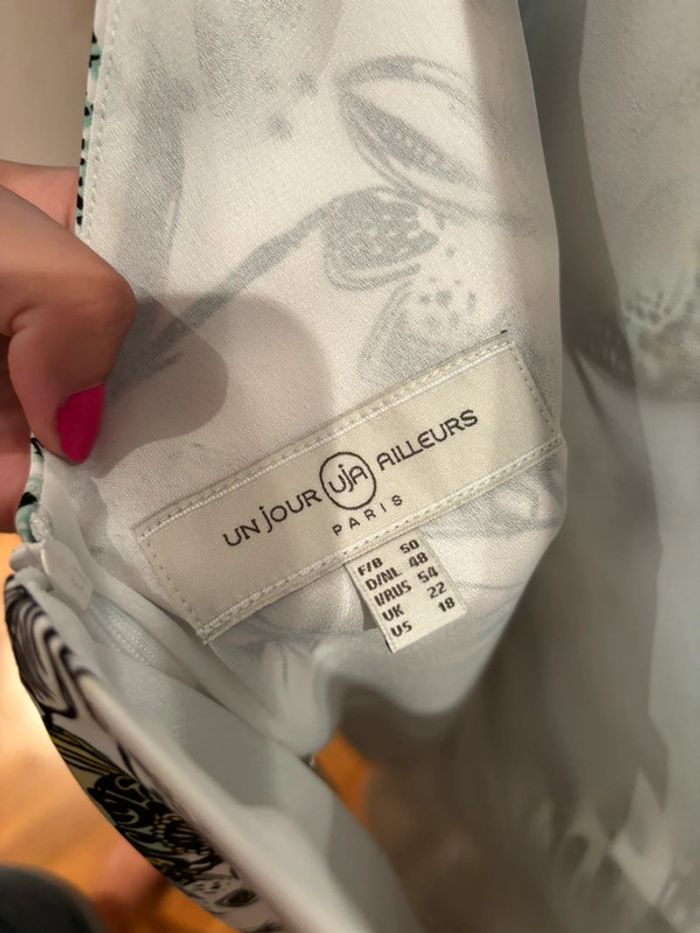 UN jOUR UjA AILLEURS
PARIS
F/B 50
D/NL 48
I/RUS 54
UK 22
US 18